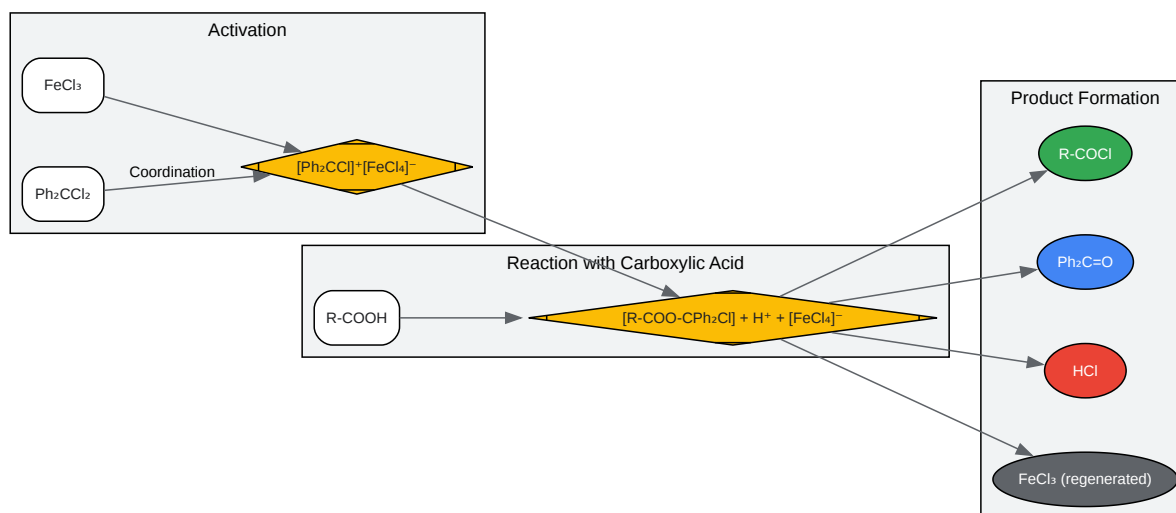 Activation
FeCl₃
Ph₂CCl₂
Coordination
[Ph₂CCl]⁺[FeCl₄]⁻
Reaction with Carboxylic Acid
R-COOH
[R-COO-CPh₂Cl] + H⁺ + [FeCl₄]⁻
Product Formation
R-COCl
Ph₂C=O
HCl
FeCl₃ (regenerated)